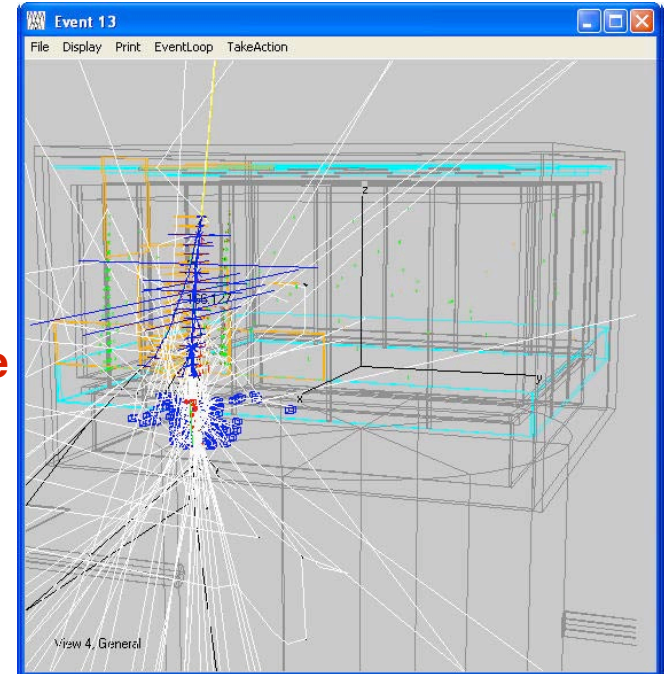 Event 13
File Display Print EventLoop TakeAction
z
e
y
x
View 4, General